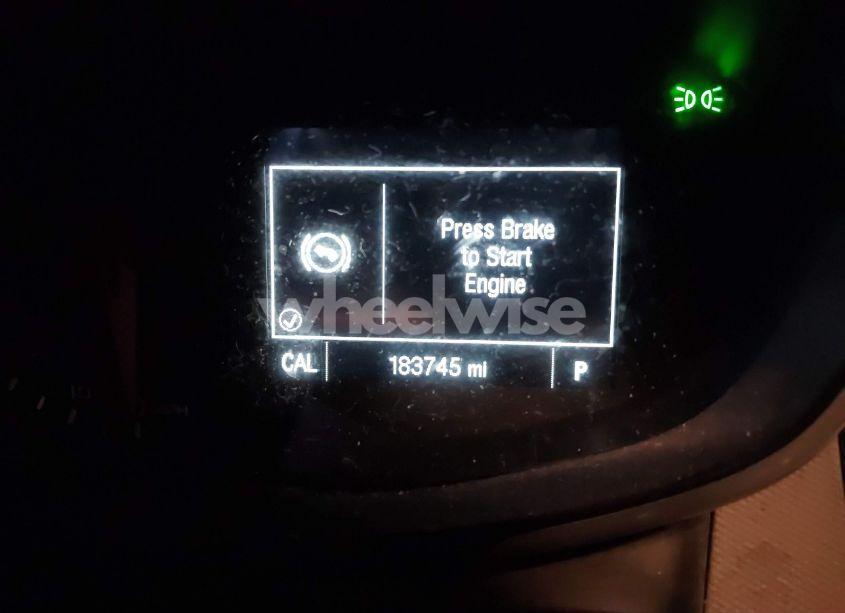 Press Brake
to Start
Engine
wheelwise
CAL 183745 mi P